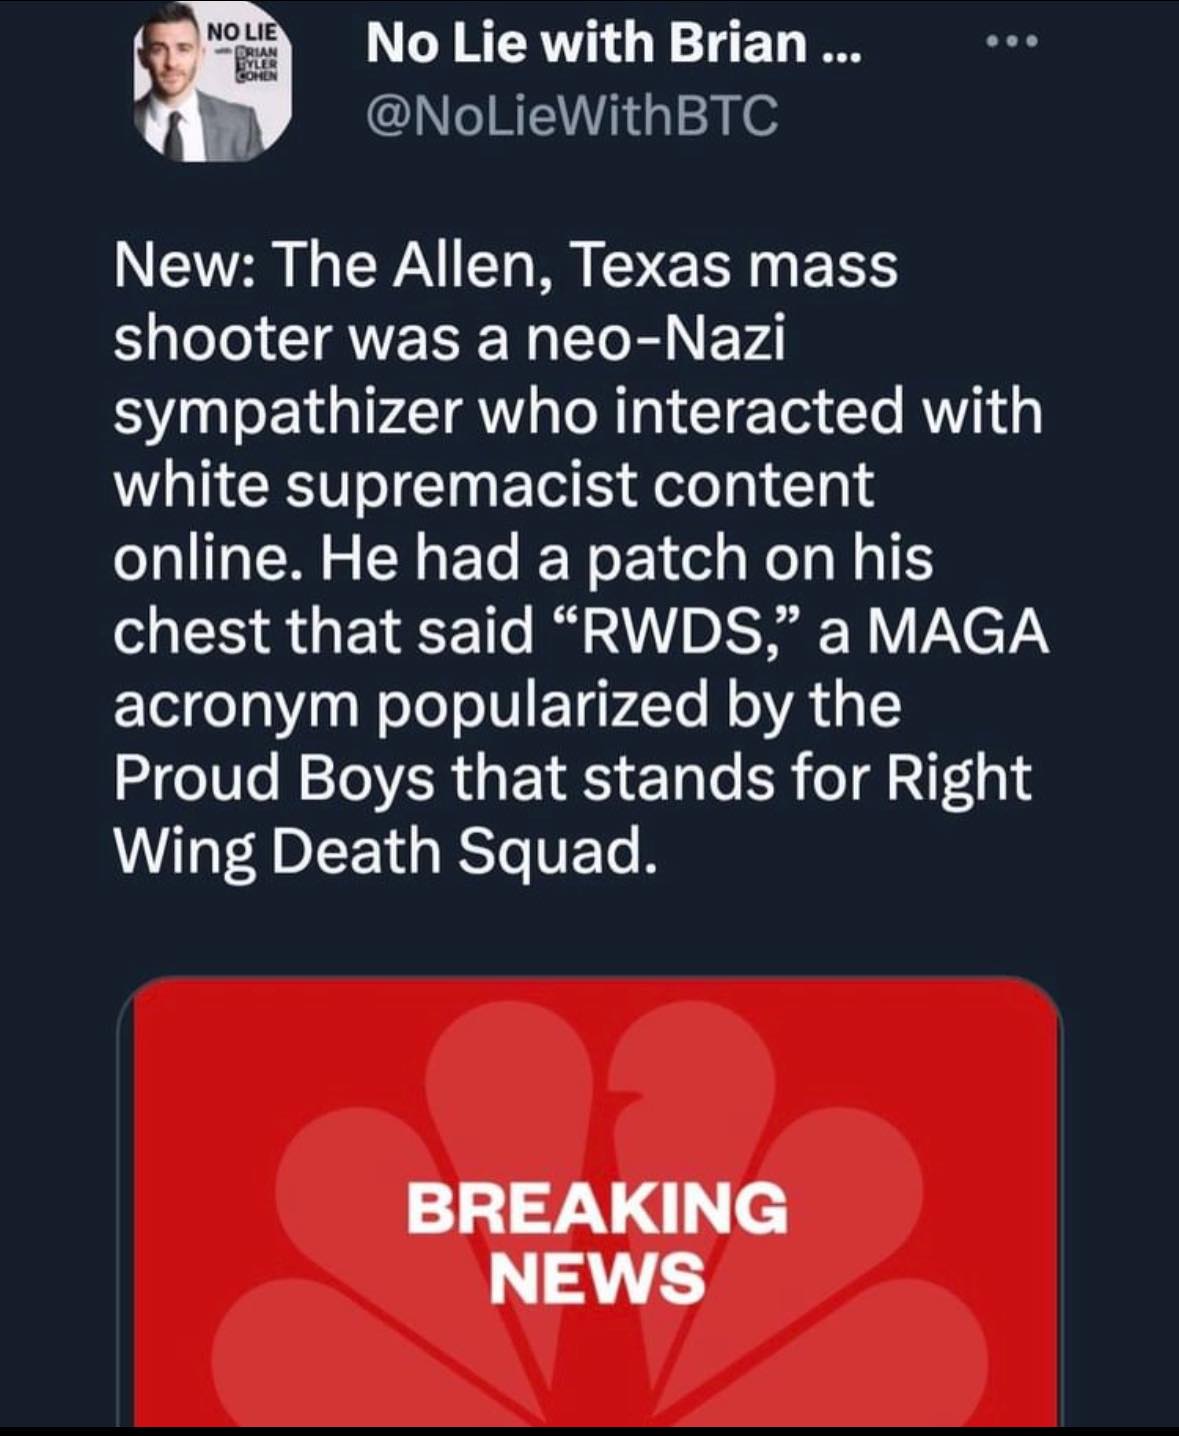 NO LIE
with BRIAN
TYLER
COHEN
No Lie with Brian ...
@NoLieWithBTC
New: The Allen, Texas mass
shooter was a neo-Nazi
sympathizer who interacted with
white supremacist content
online. He had a patch on his
chest that said “RWDS,” a MAGA
acronym popularized by the
Proud Boys that stands for Right
Wing Death Squad.
BREAKING
NEWS